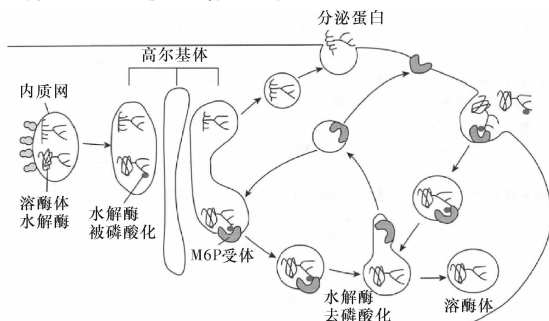 分泌蛋白
高尔基体
内质网
溶酶体
水解酶
水解酶
被磷酸化
M6P受体
水解酶
去磷酸化
溶酶体